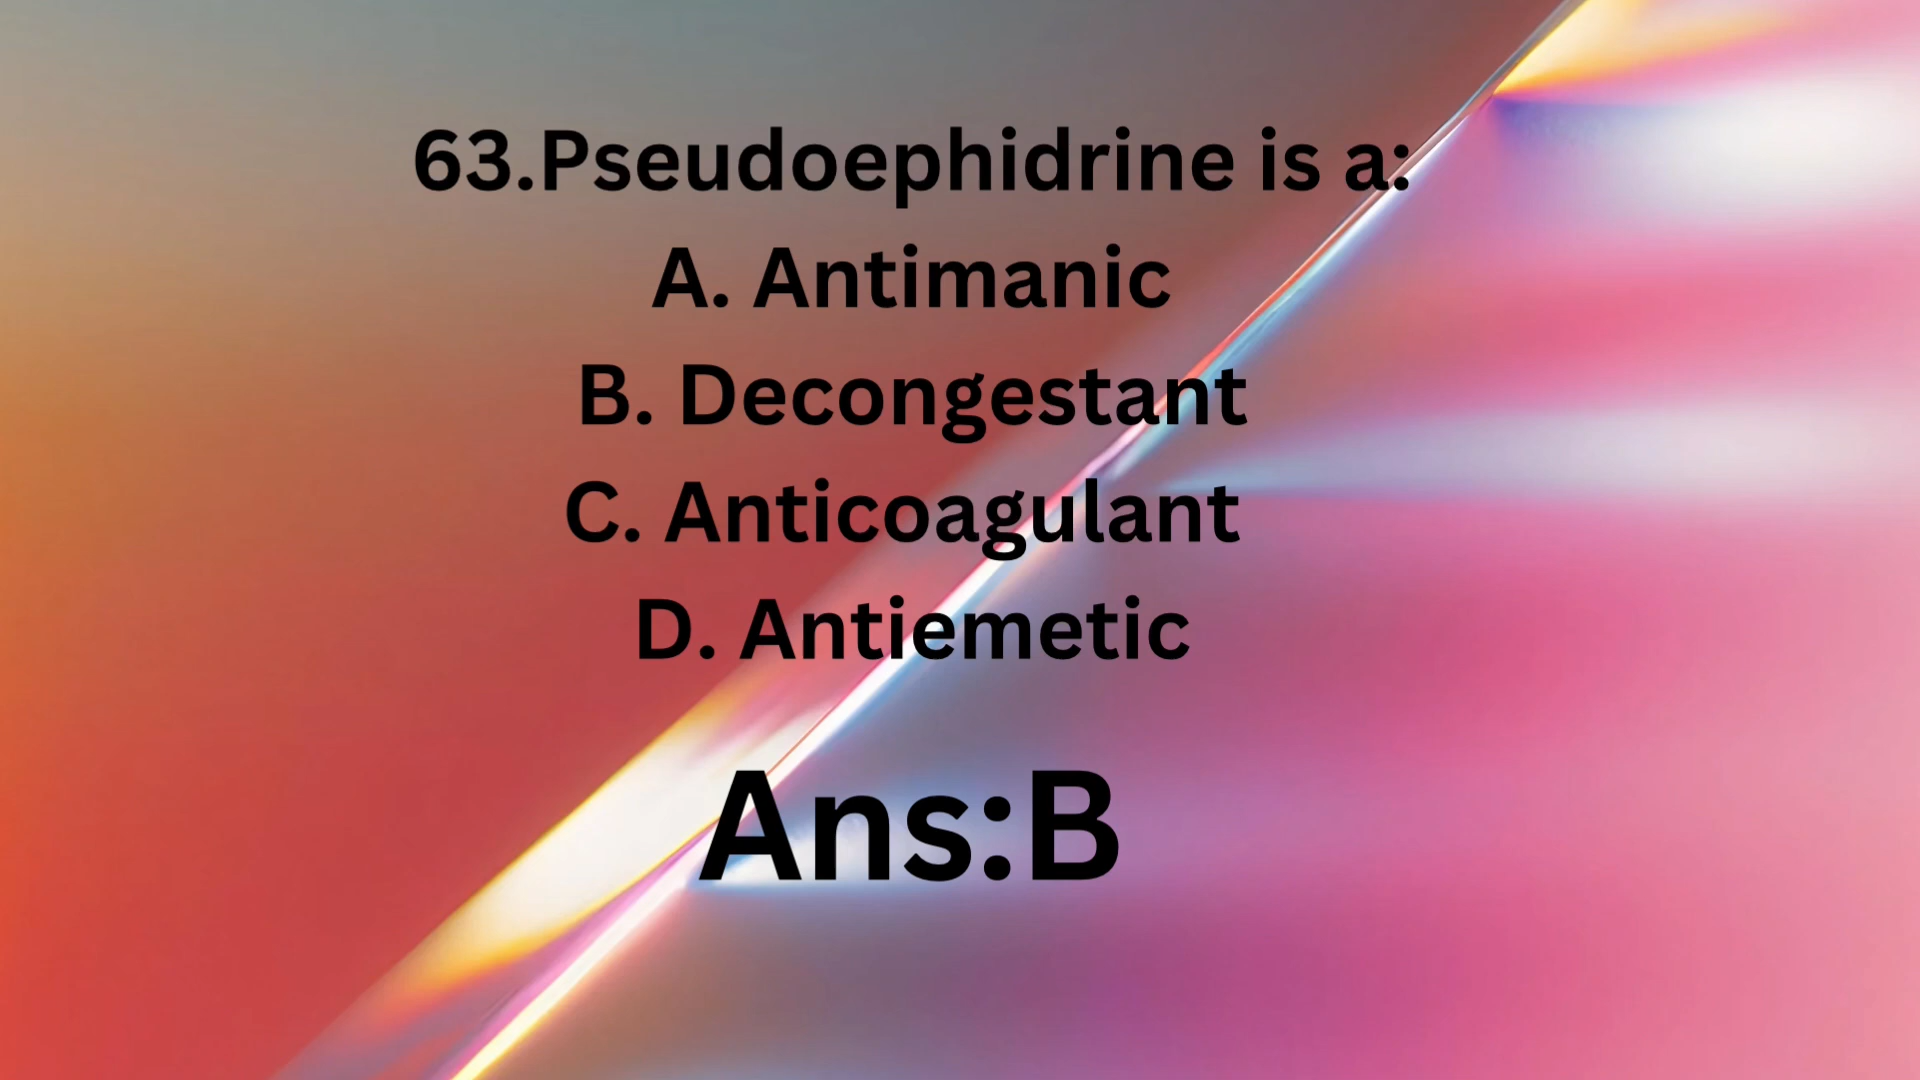 63.Pseudoephidrine is a:
A. Antimanic
B. Decongestant
C. Anticoagulant
D. Antiemetic
Ans:B